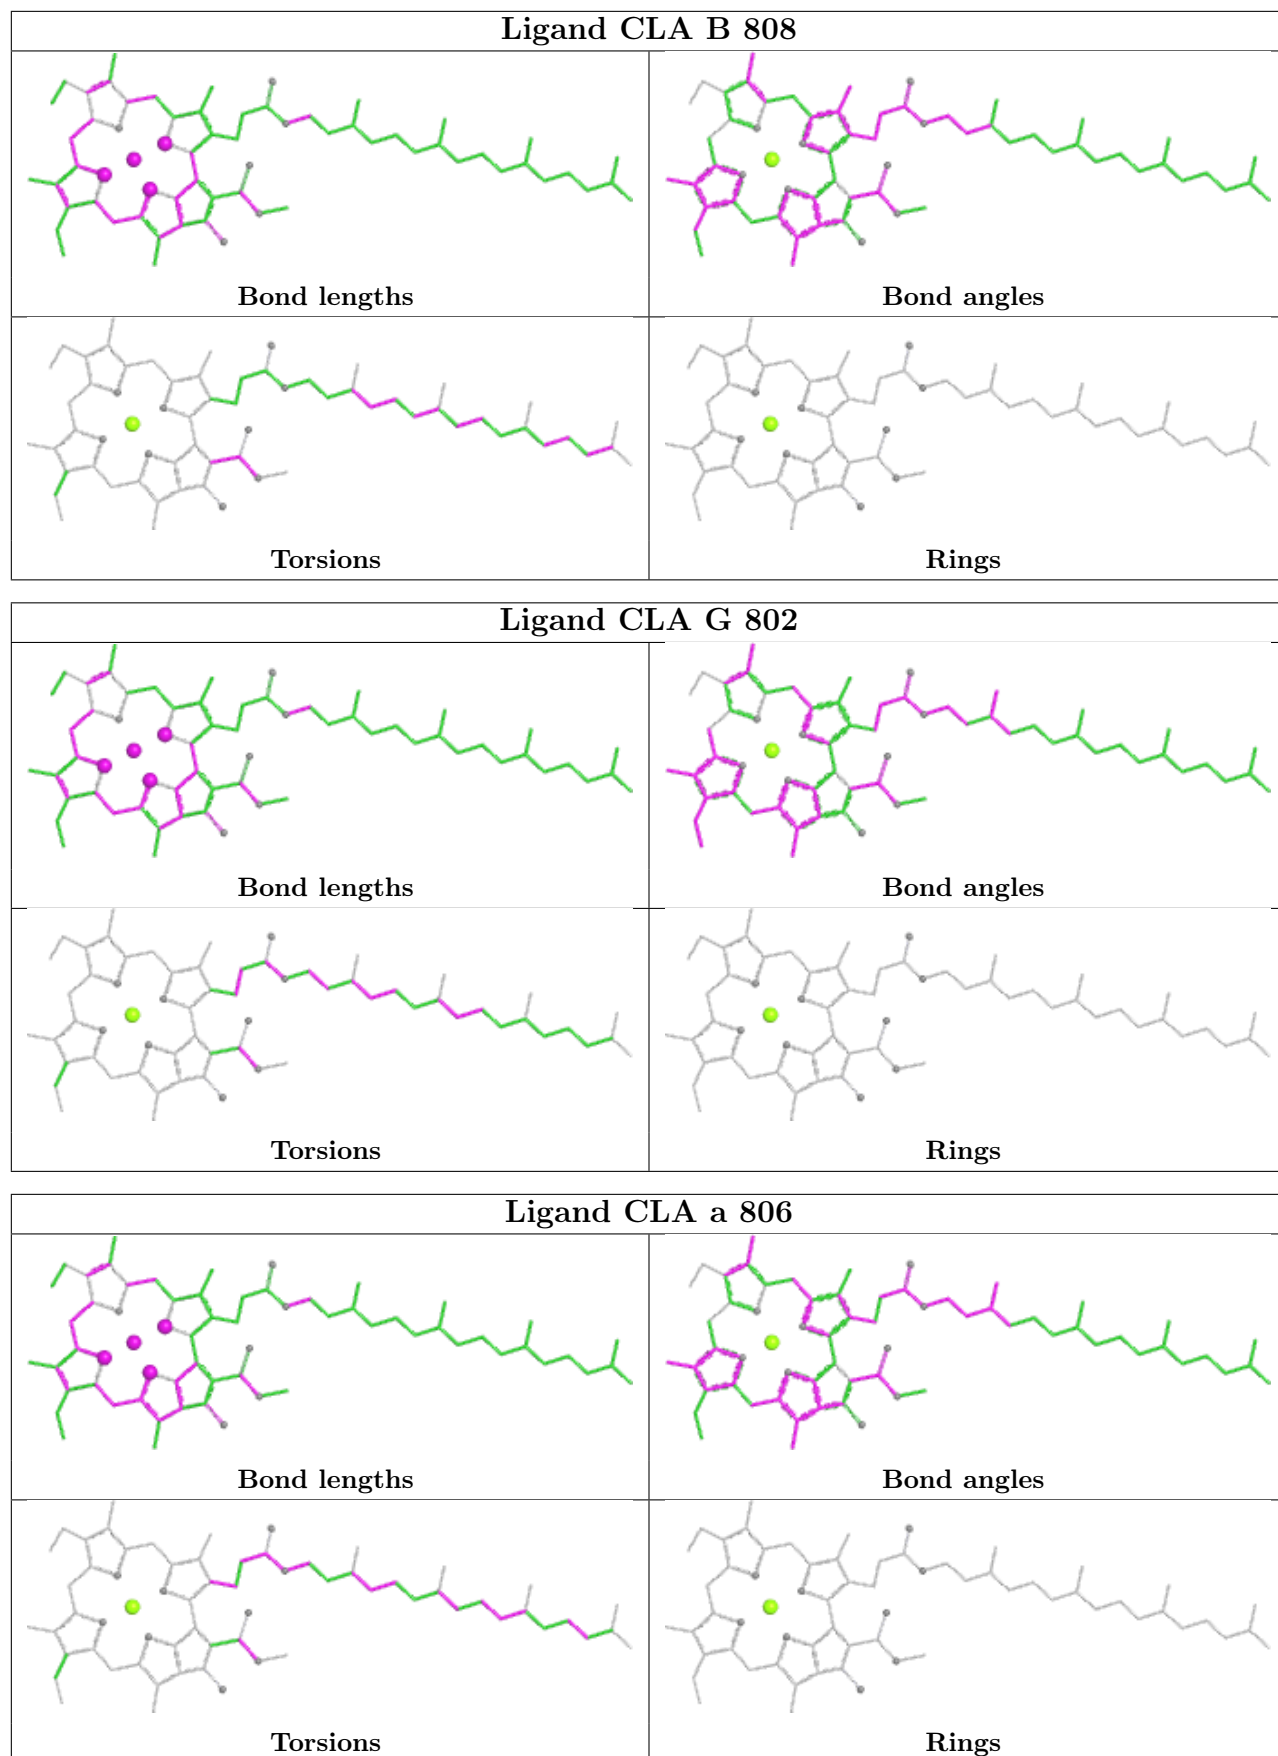 Ligand CLA B 808
Bond lengths
Bond angles
Torsions
Rings
Ligand CLA G 802
Bond lengths
Bond angles
Torsions
Rings
Ligand CLA a 806
Bond lengths
Bond angles
Torsions
Rings